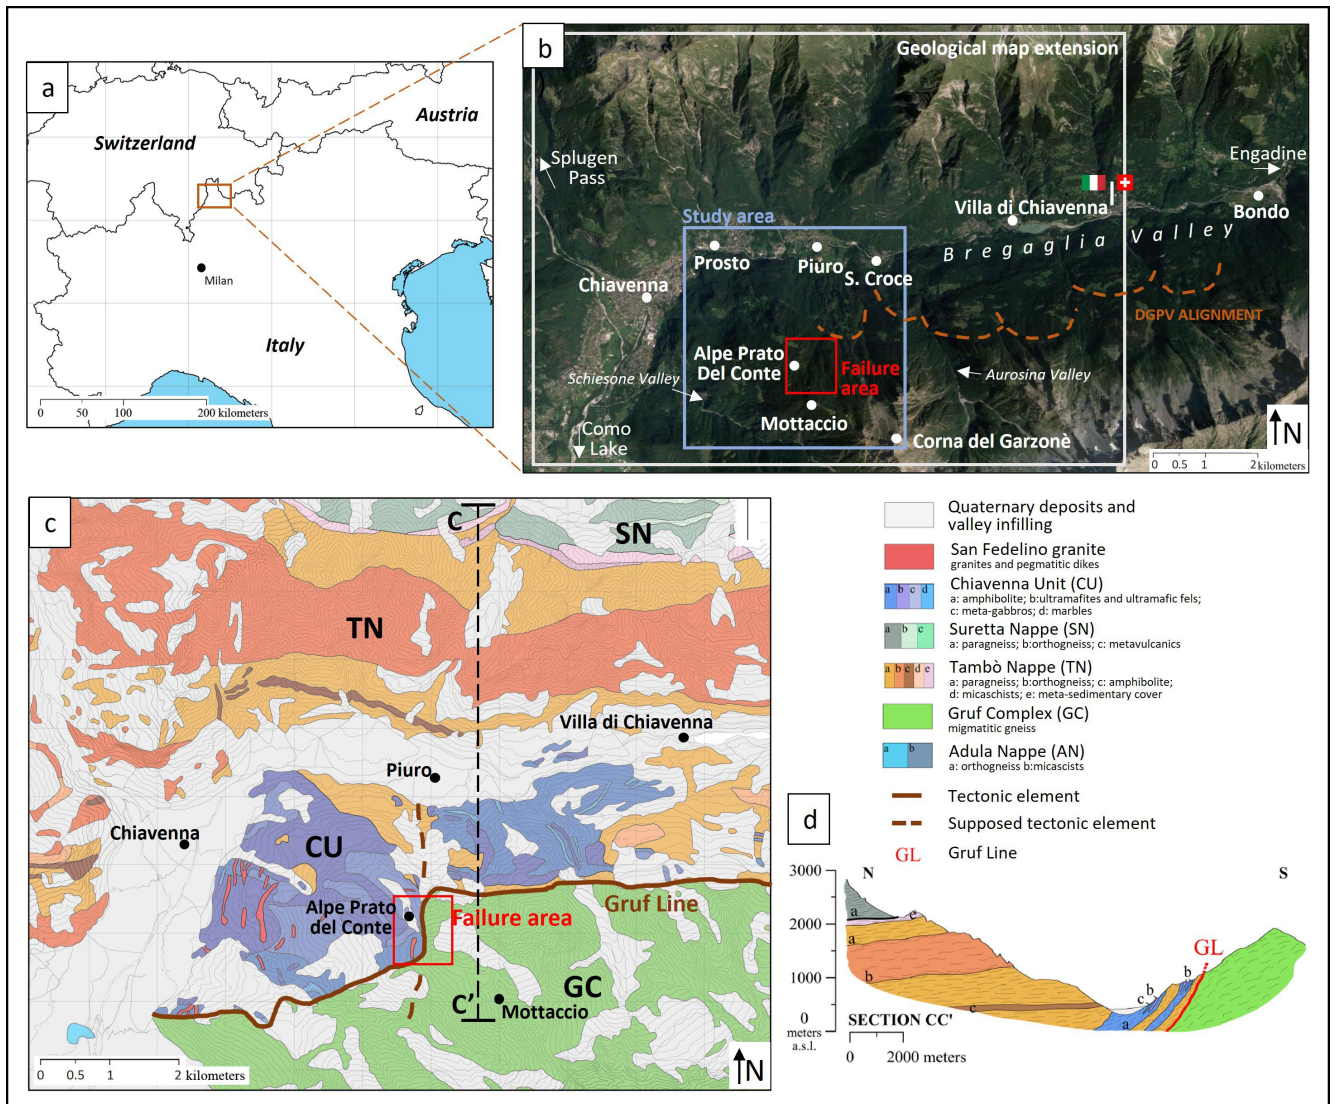 a
Switzerland
Austria
Milan
Italy
0 50 100 200 kilometers
b
Geological map extension
Splugen
Pass
Engadine
Study area
Villa di Chiavenna
Bondo
Bregaglia Valley
Prosto
Piuro
S. Croce
Chiavenna
DGPV ALIGNMENT
Alpe Prato
Del Conte
Failure
area
Schiesone Valley
Aurosina Valley
Mottaccio
Como
Lake
Corna del Garzonè
N
0 0.5 1 2 kilometers
c
C
SN
TN
Villa di Chiavenna
Piuro
Chiavenna
CU
Alpe Prato
del Conte
Failure area
Gruf Line
GC
C'
Mottaccio
0 0.5 1 2 kilometers
N
Quaternary deposits and
valley infilling
San Fedelino granite
granites and pegmatitic dikes
a b c d
Chiavenna Unit (CU)
a: amphibolite; b:ultramafites and ultramafic fels;
c: meta-gabbros; d: marbles
a b c
Suretta Nappe (SN)
a: paragneiss; b:orthogneiss; c: metavulcanics
a b c d e
Tambò Nappe (TN)
a: paragneiss; b:orthogneiss; c: amphibolite;
d: micaschists; e: meta-sedimentary cover
Gruf Complex (GC)
migmatitic gneiss
a b
Adula Nappe (AN)
a: orthogneiss b:micascists
Tectonic element
Supposed tectonic element
GL Gruf Line
d
3000
N
S
2000
a
e
a
GL
1000
b
b
b
c
c
a
0
meters
a.s.l.
SECTION CC'
0 2000 meters